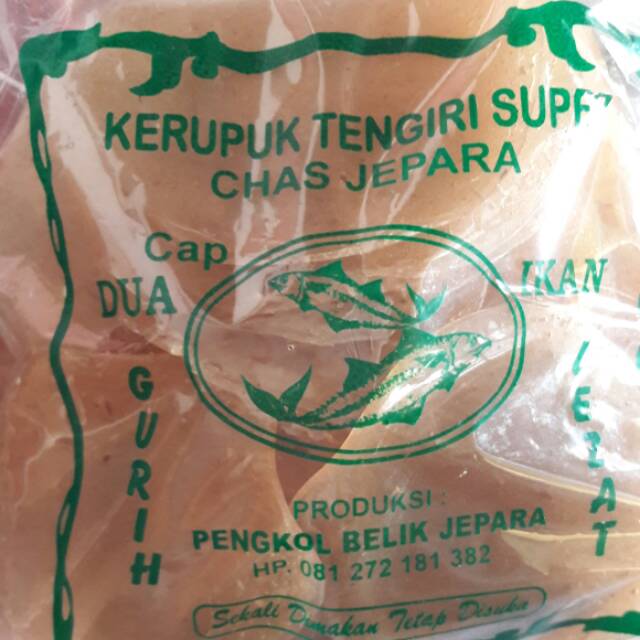 KERUPUK TENGIRI SUPER
CHAS JEPARA
Cap
DUA IKAN
GURIH
LEZAT
PRODUKSI :
PENGKOL BELIK JEPARA
HP. 081 272 181 382
Sekali Dimakan Tetap Disuka